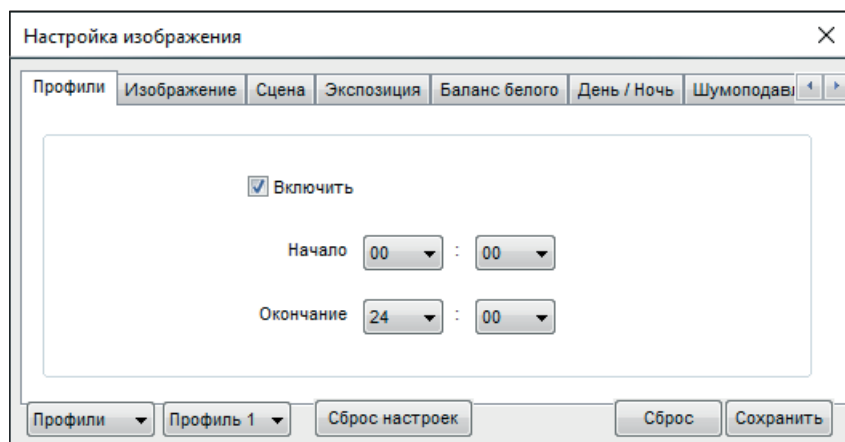 Настройка изображения
Профили Изображение Сцена Экспозиция Баланс белого День / Ночь Шумоподав
Включить
Начало 00 : 00
Окончание 24 : 00
Профили Профиль 1 Сброс настроек Сброс Сохранить